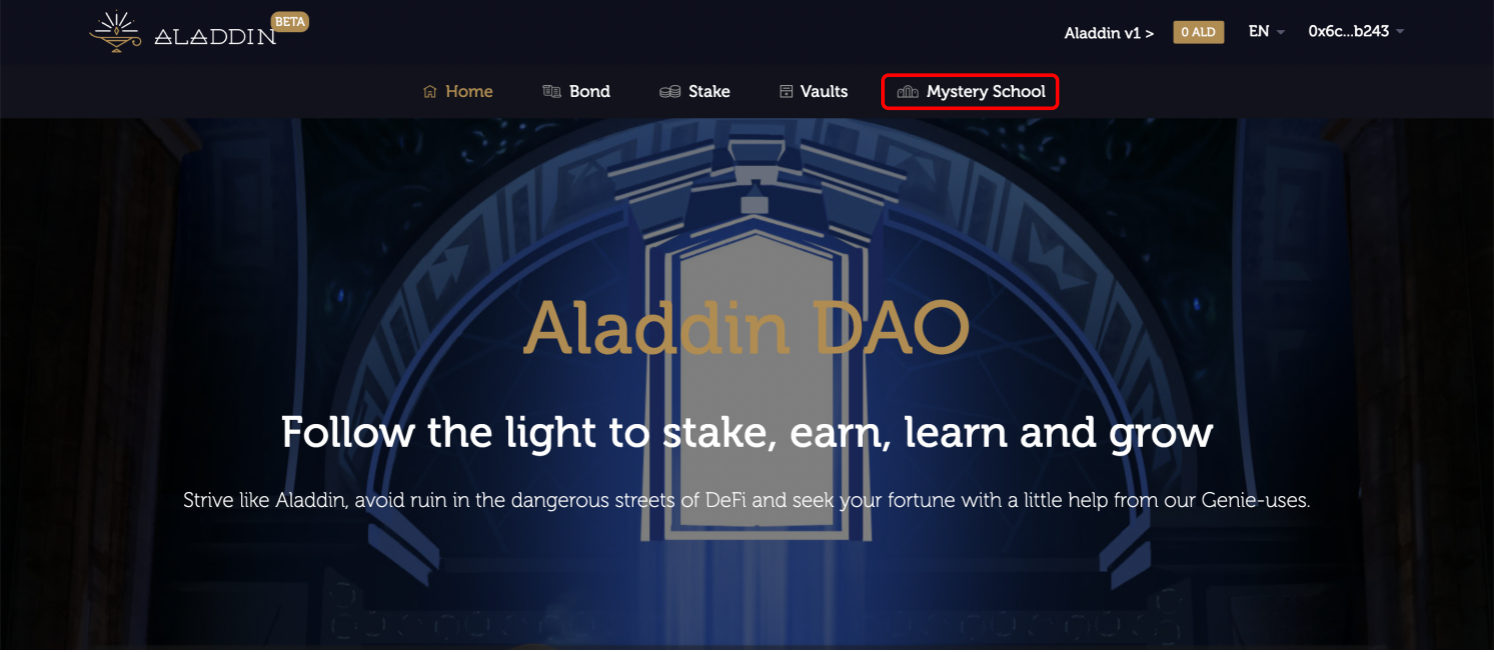 ALADDIN
BETA
Aladdin v1 >
0 ALD
EN
0x6c...b243
Home
Bond
Stake
Vaults
Mystery School
Aladdin DAO
Follow the light to stake, earn, learn and grow
Strive like Aladdin, avoid ruin in the dangerous streets of DeFi and seek your fortune with a little help from our Genie-uses.